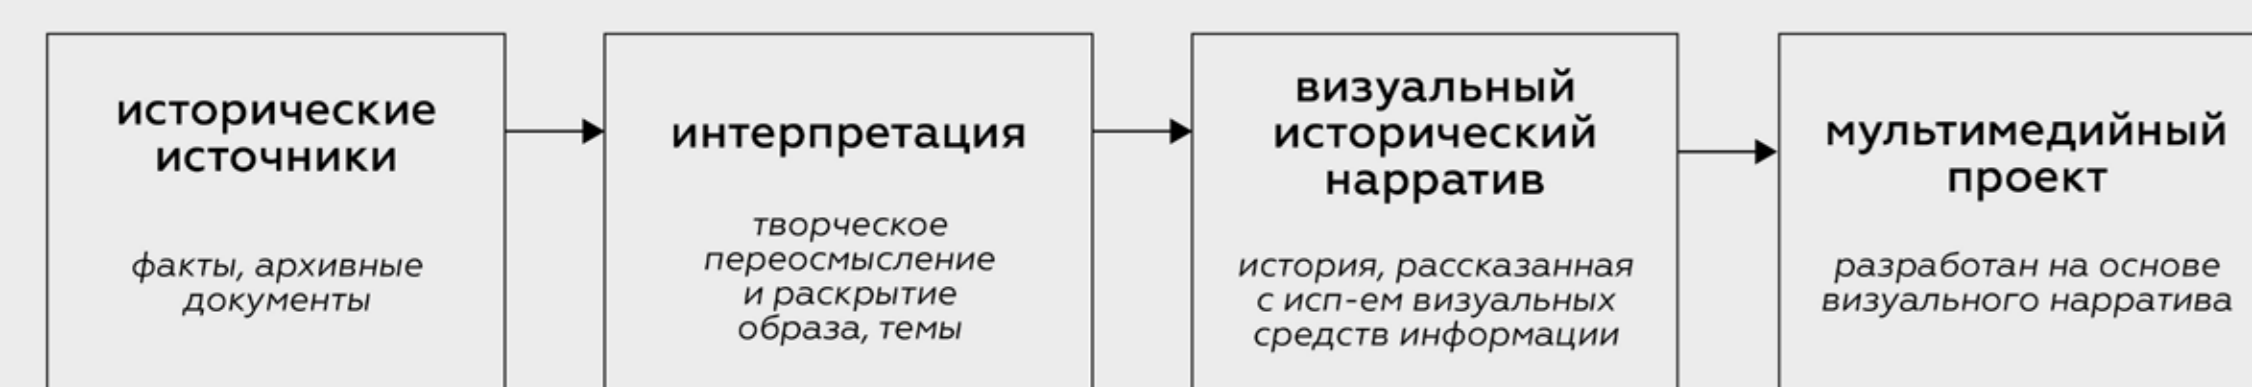 исторические
источники
факты, архивные
документы
интерпретация
творческое
переосмысление
и раскрытие
образа, темы
визуальный
исторический
нарратив
история, рассказанная
с исп-ем визуальных
средств информации
мультимедийный
проект
разработан на основе
визуального нарратива